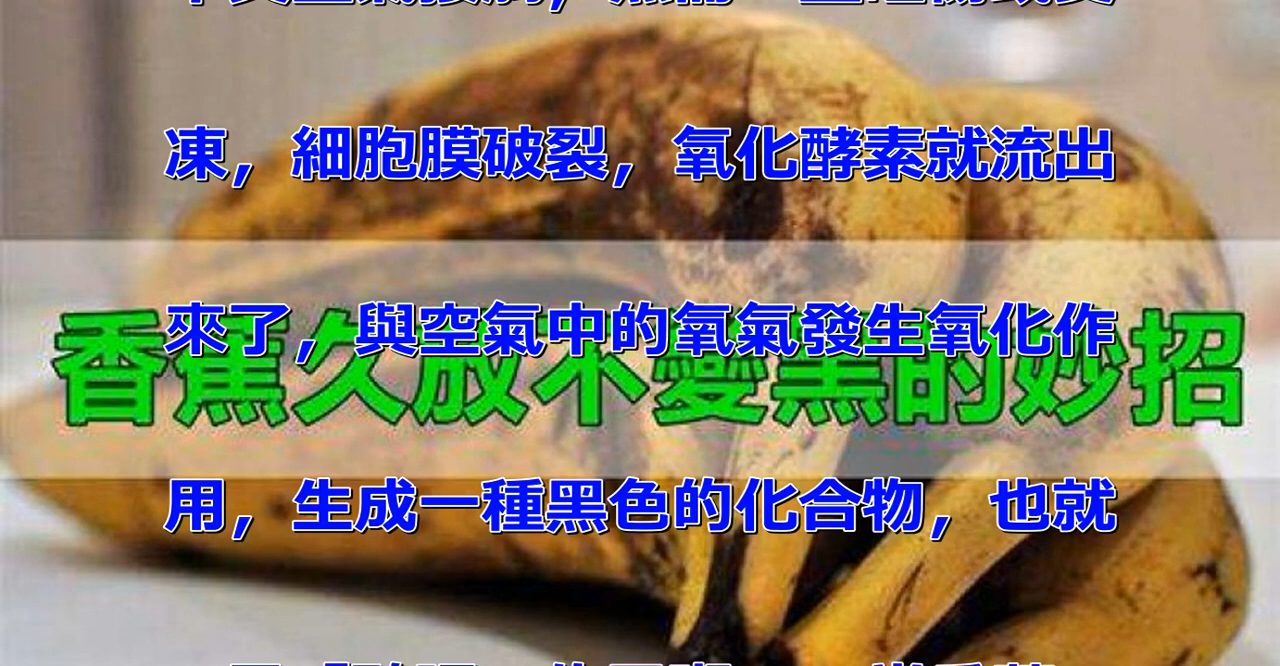 凍，細胞膜破裂，氧化酵素就流出
來了，與空氣中的氧氣發生氧化作
香蕉久放不變黑的妙招
用，生成一種黑色的化合物，也就